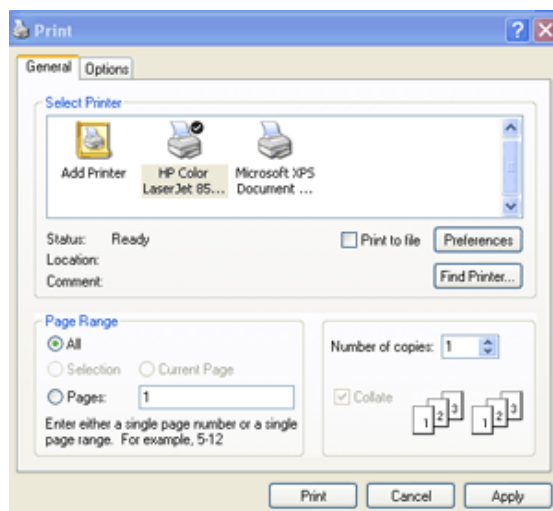 Print
General Options
Select Printer
Add Printer
HP Color
LaserJet 85...
Microsoft XPS
Document ...
Status: Ready
Location:
Comment:
Print to file
Preferences
Find Printer...
Page Range
All
Selection Current Page
Pages: 1
Enter either a single page number or a single
page range. For example, 5-12
Number of copies: 1
Collate
1 2 3 1 2 3
Print Cancel Apply